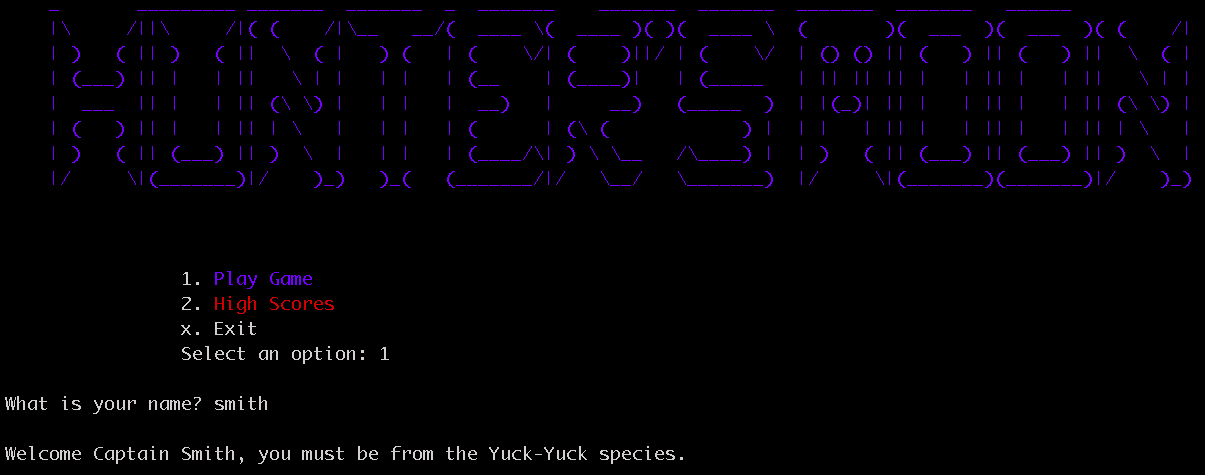 HUNTER'S MOON
1. Play Game
2. High Scores
x. Exit
Select an option: 1
What is your name? smith
Welcome Captain Smith, you must be from the Yuck-Yuck species.